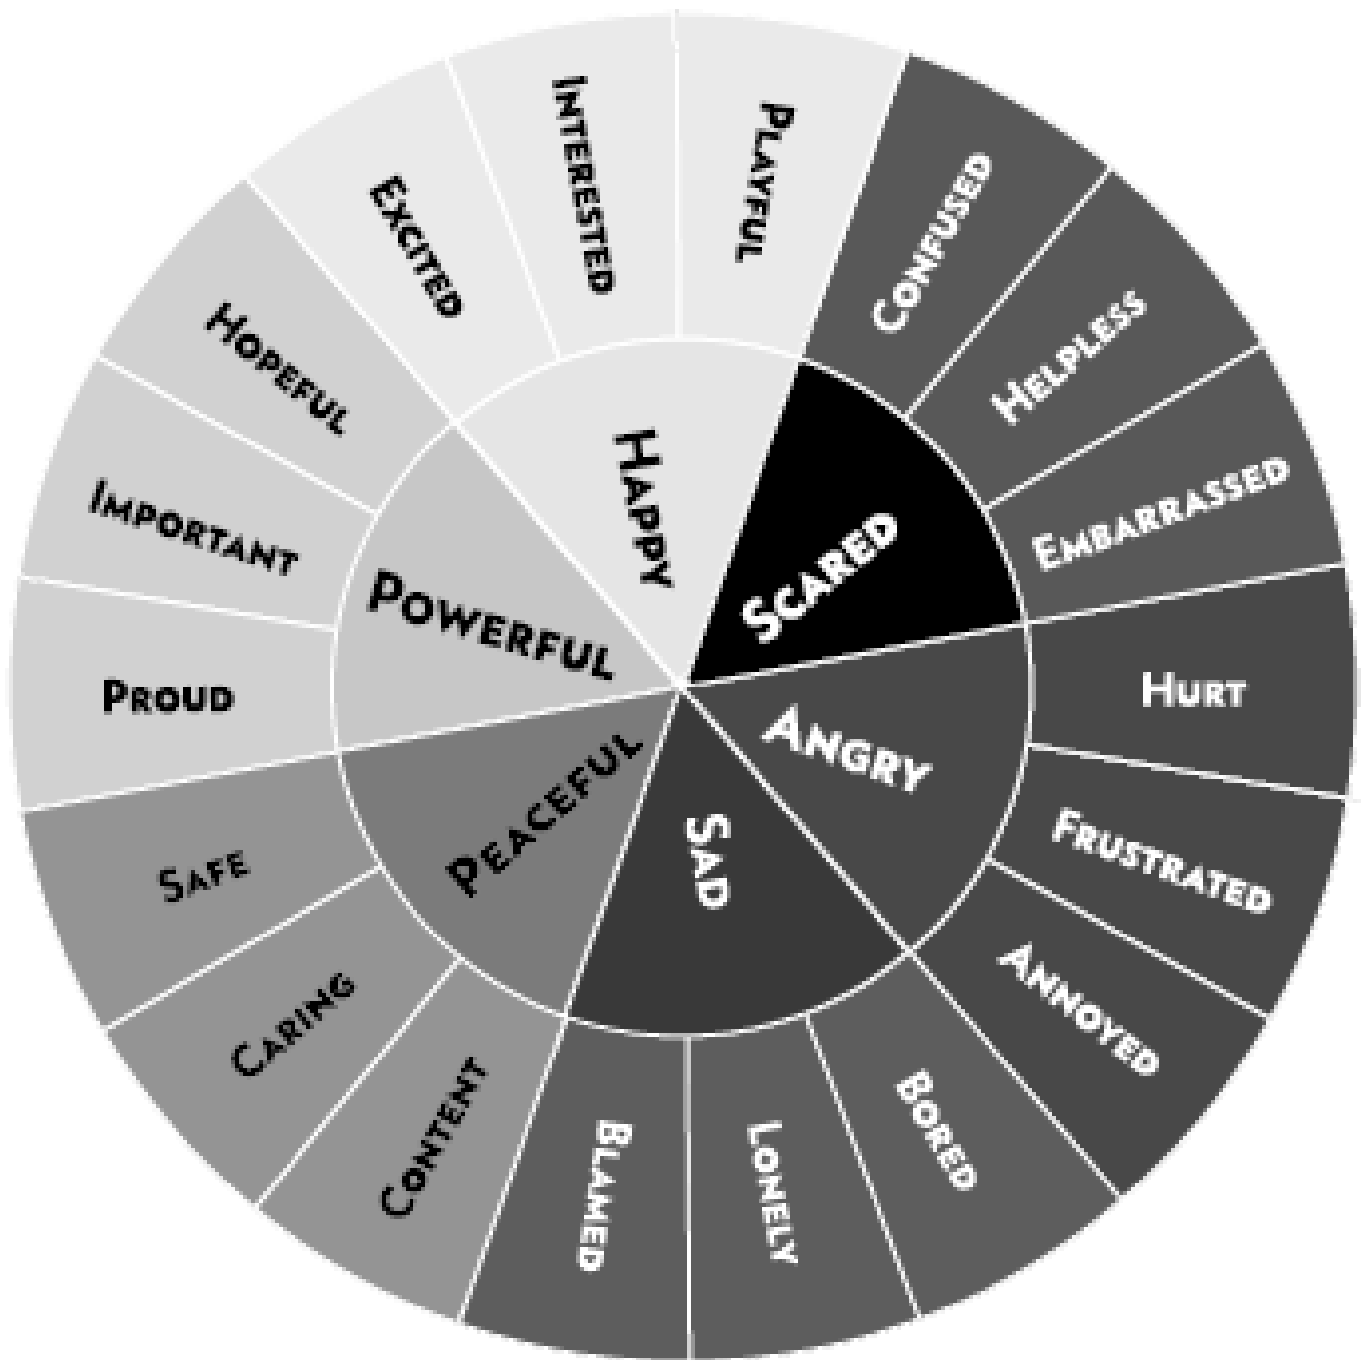 Playful
Confused
Helpless
Embarrassed
Hurt
Frustrated
Annoyed
Bored
Lonely
Blamed
Content
Caring
Safe
Proud
Important
Hopeful
Excited
Interested
Happy
Scared
Angry
Sad
Peaceful
Powerful